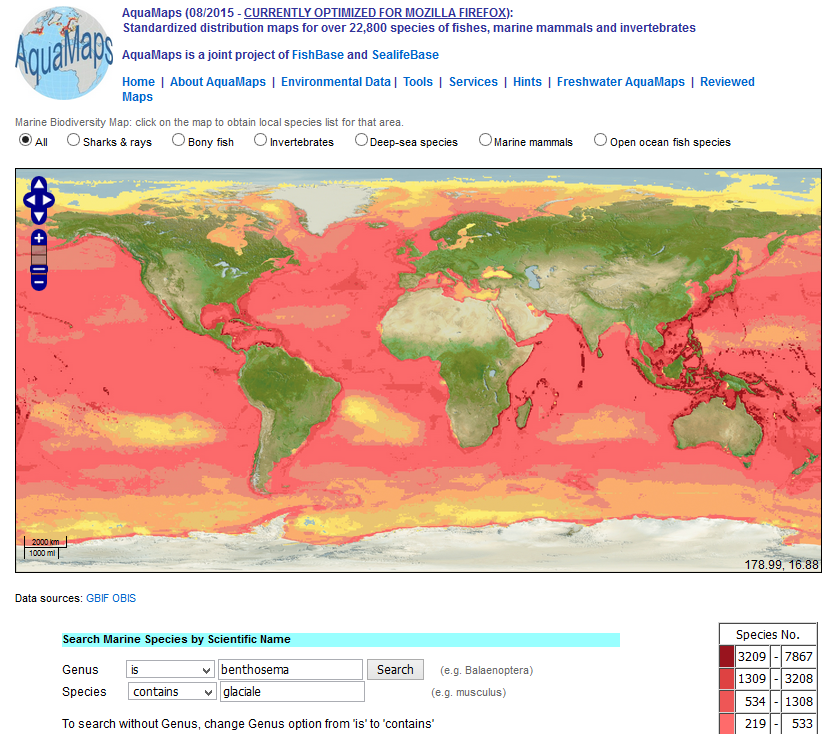 AquaMaps
AquaMaps (08/2015 - CURRENTLY OPTIMIZED FOR MOZILLA FIREFOX):
Standardized distribution maps for over 22,800 species of fishes, marine mammals and invertebrates
AquaMaps is a joint project of FishBase and SealifeBase
Home | About AquaMaps | Environmental Data | Tools | Services | Hints | Freshwater AquaMaps | Reviewed
Maps
Marine Biodiversity Map: click on the map to obtain local species list for that area.
All Sharks & rays Bony fish Invertebrates Deep-sea species Marine mammals Open ocean fish species
2000 km
1000 mi
178.99, 16.88
Data sources: GBIF OBIS
Search Marine Species by Scientific Name
Genus is benthosema Search (e.g. Balaenoptera)
Species contains glaciale (e.g. musculus)
To search without Genus, change Genus option from 'is' to 'contains'
Species No.
3209 - 7867
1309 - 3208
534 - 1308
219 - 533